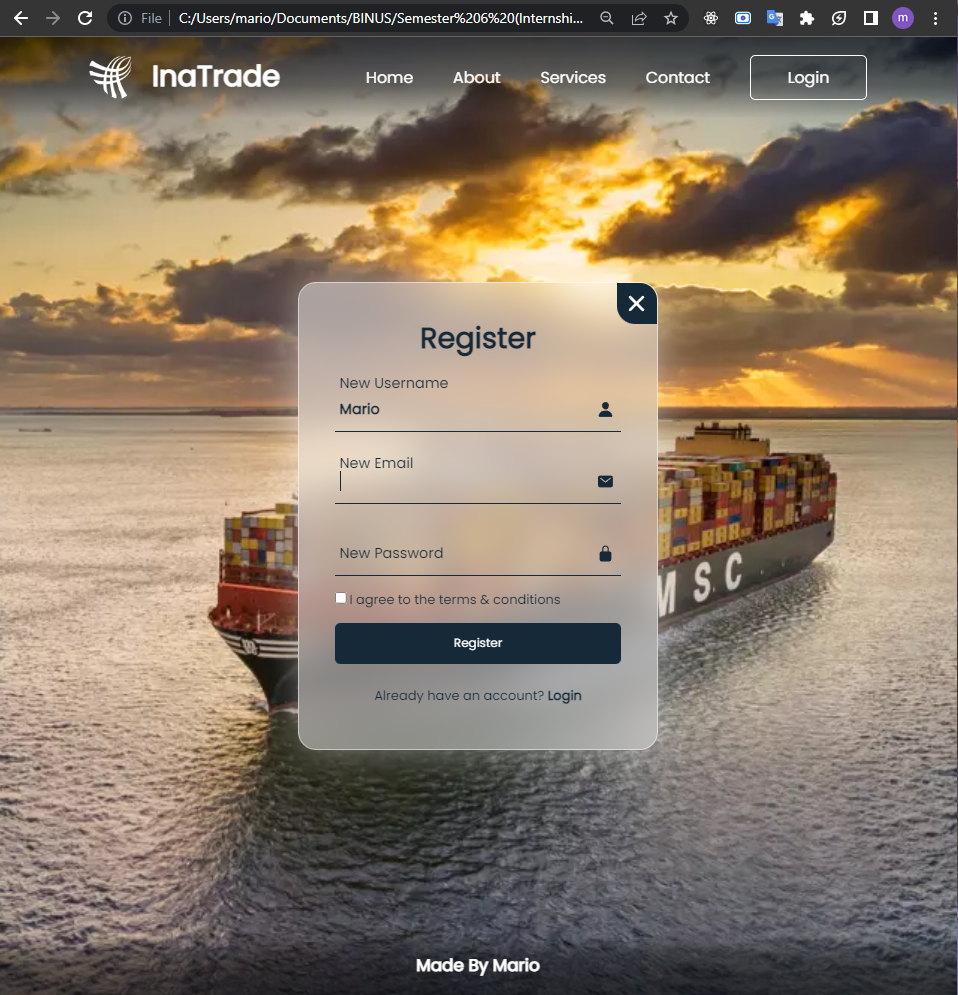 File C:/Users/mario/Documents/BINUS/Semester%206%20(Internshi...
m
InaTrade Home About Services Contact Login
Register
New Username
Mario
New Email
New Password
I agree to the terms & conditions
Register
Already have an account? Login
MSC
Made By Mario